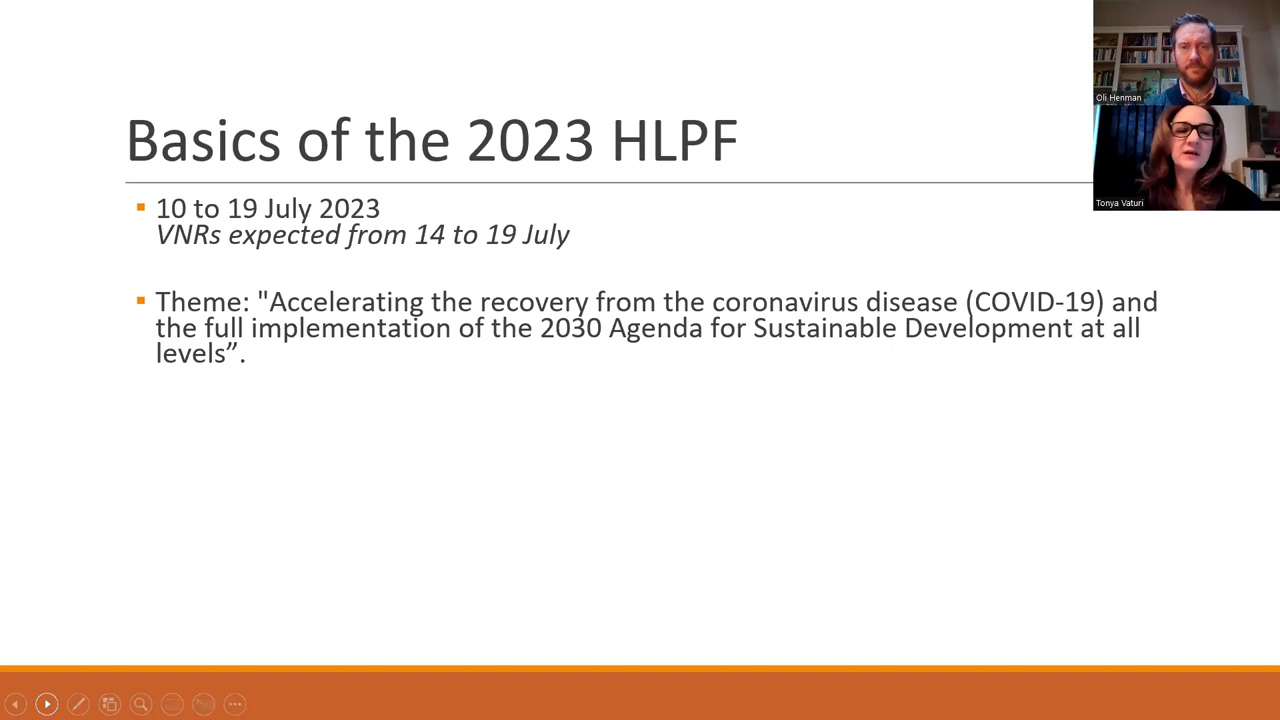 Basics of the 2023 HLPF
10 to 19 July 2023
VNRs expected from 14 to 19 July
Theme: "Accelerating the recovery from the coronavirus disease (COVID-19) and
the full implementation of the 2030 Agenda for Sustainable Development at all
levels”.
Oli Henman
Tonya Vaturi